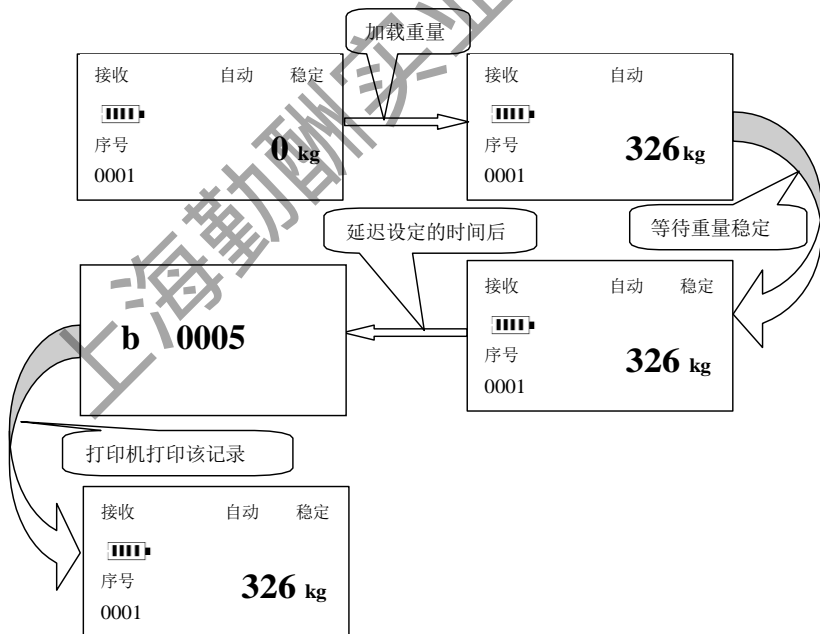 加载重量
接收 自动 稳定
序号
0 kg
0001
接收 自动
序号
326kg
0001
等待重量稳定
延迟设定的时间后
接收 自动 稳定
序号
326 kg
0001
b 0005
打印机打印该记录
接收 自动 稳定
序号
326 kg
0001
上海勤酬实业